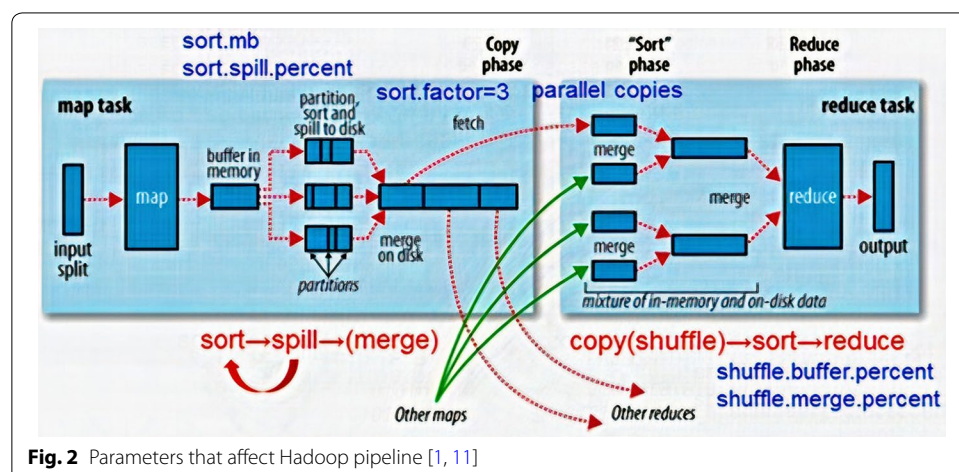 sort.mb
sort.spill.percent
Copy
phase
"Sort"
phase
Reduce
phase
map task
sort.factor=3
parallel copies
reduce task
partition,
sort and
spill to disk
fetch
buffer in
memory
map
merge
merge
reduce
input
split
merge
on disk
merge
output
partitions
mixture of in-memory and on-disk data
sort→spill→(merge)
copy(shuffle)→sort→reduce
shuffle.buffer.percent
shuffle.merge.percent
Other maps
Other reduces
Fig. 2 Parameters that affect Hadoop pipeline [1, 11]